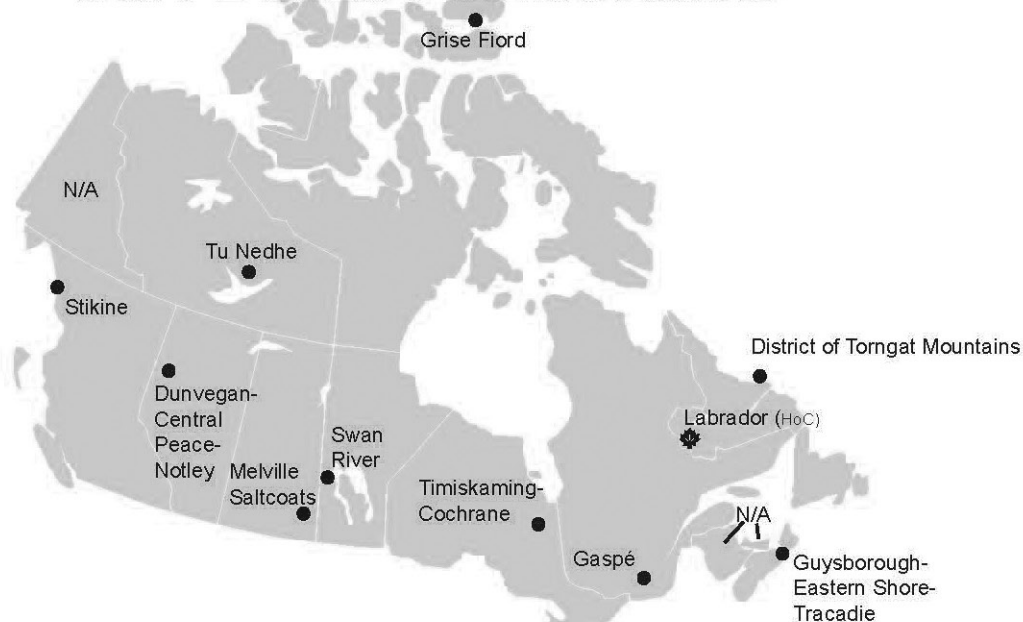 Grise Fiord
N/A
Tu Nedhe
Stikine
District of Torngat Mountains
Dunvegan-
Central
Peace-
Notley
Labrador (HoC)
Swan
River
Melville
Saltcoats
Timiskaming-
Cochrane
N/A
Gaspé
Guysborough-
Eastern Shore-
Tracadie